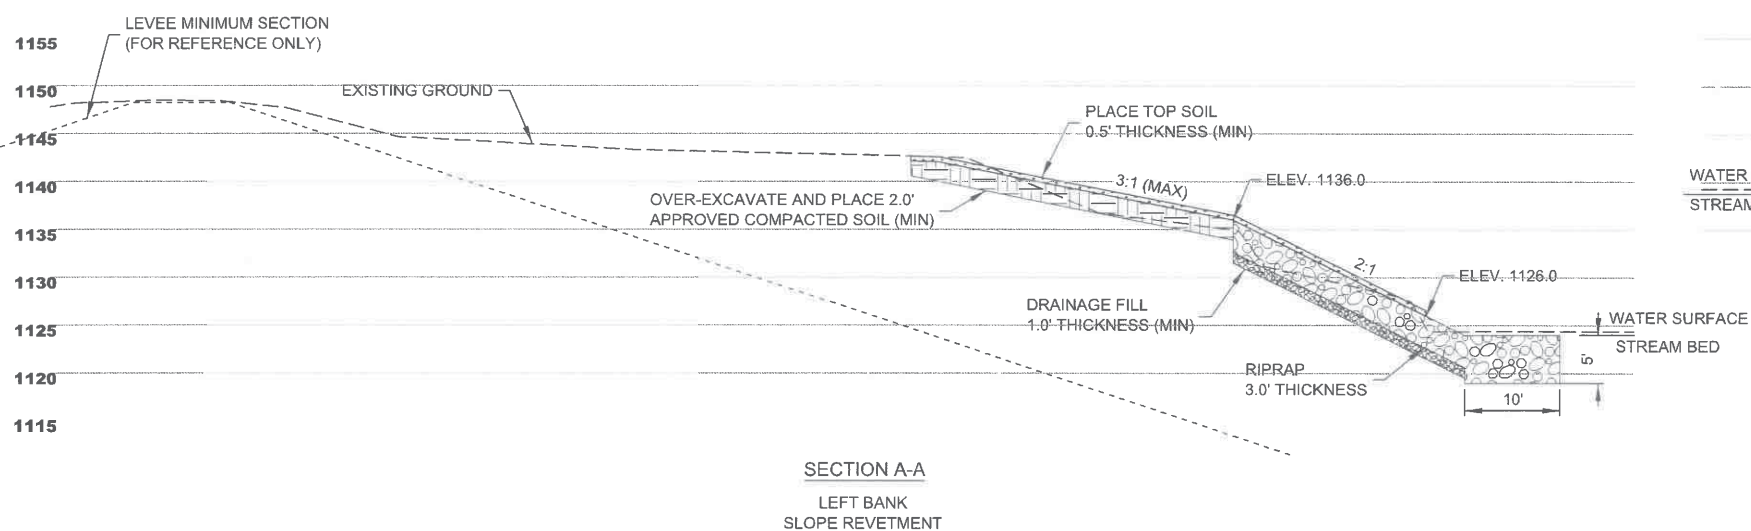 LEVEE MINIMUM SECTION
(FOR REFERENCE ONLY)
1155
1150
EXISTING GROUND
1145
PLACE TOP SOIL
0.5' THICKNESS (MIN)
1140
3:1 (MAX)
ELEV. 1136.0
OVER-EXCAVATE AND PLACE 2.0'
APPROVED COMPACTED SOIL (MIN)
WATER
STREAM
1135
2:1
ELEV. 1126.0
1130
DRAINAGE FILL
1.0' THICKNESS (MIN)
1125
WATER SURFACE
STREAM BED
5'
1120
RIPRAP
3.0' THICKNESS
10'
1115
SECTION A-A
LEFT BANK
SLOPE REVETMENT